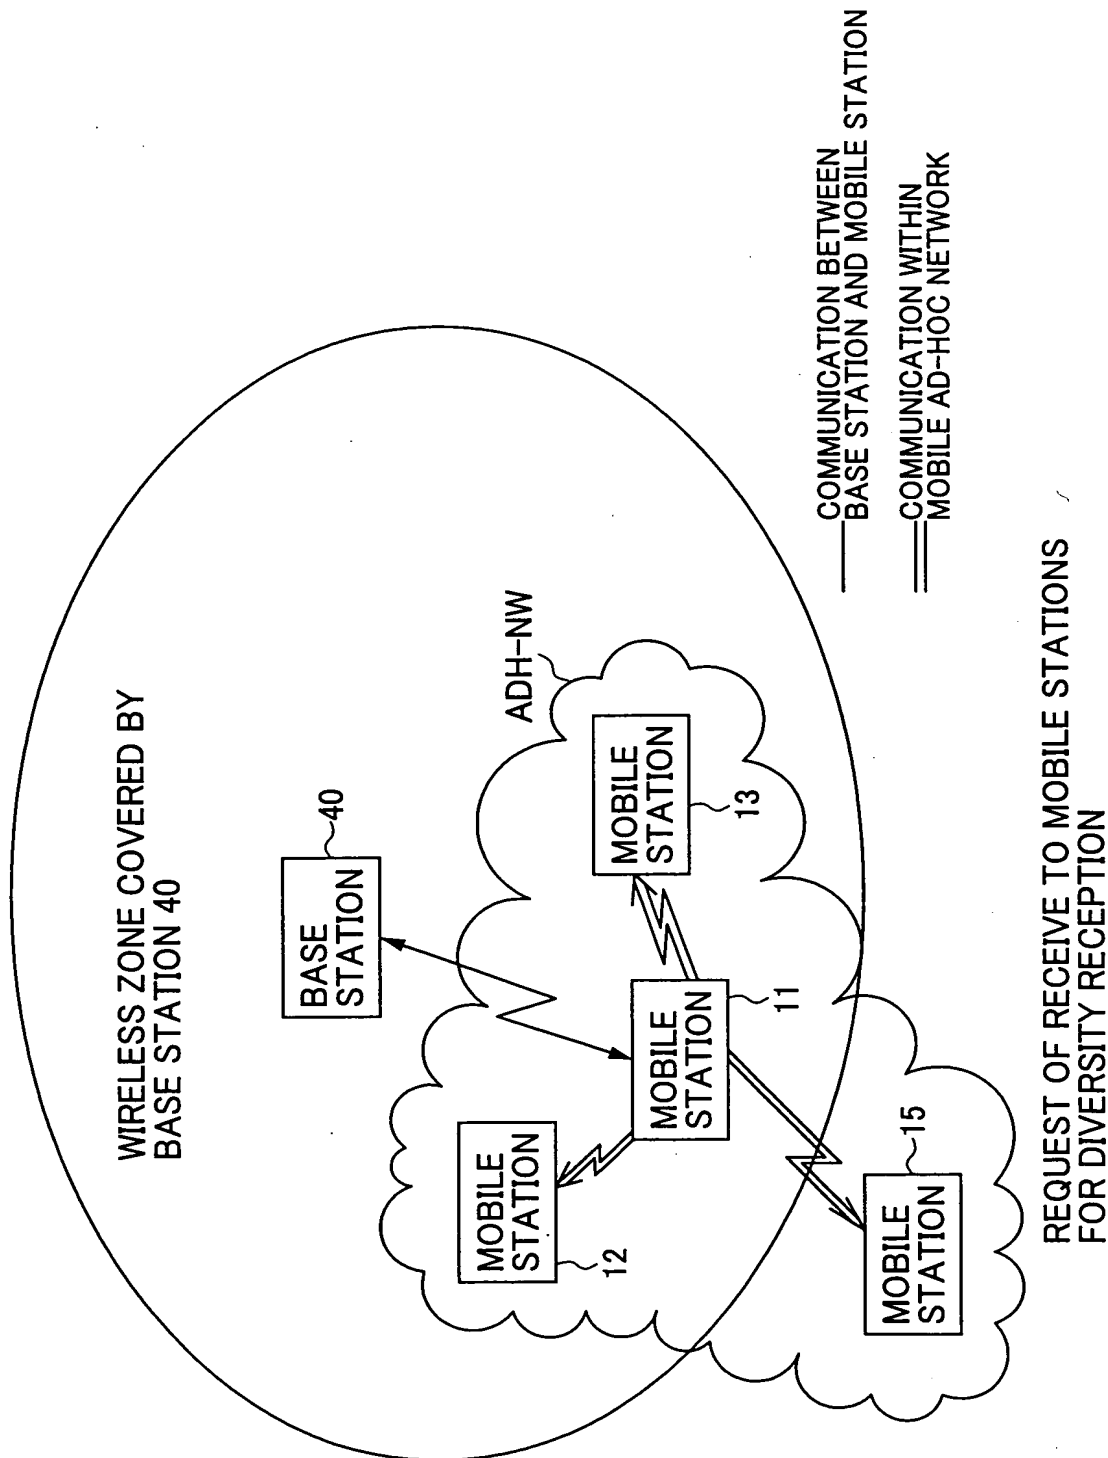 WIRELESS ZONE COVERED BY
BASE STATION 40
40
BASE
STATION
ADH-NW
MOBILE
STATION
12
MOBILE
STATION
11
MOBILE
STATION
13
MOBILE
STATION
15
COMMUNICATION BETWEEN
BASE STATION AND MOBILE STATION
COMMUNICATION WITHIN
MOBILE AD-HOC NETWORK
REQUEST OF RECEIVE TO MOBILE STATIONS
FOR DIVERSITY RECEPTION